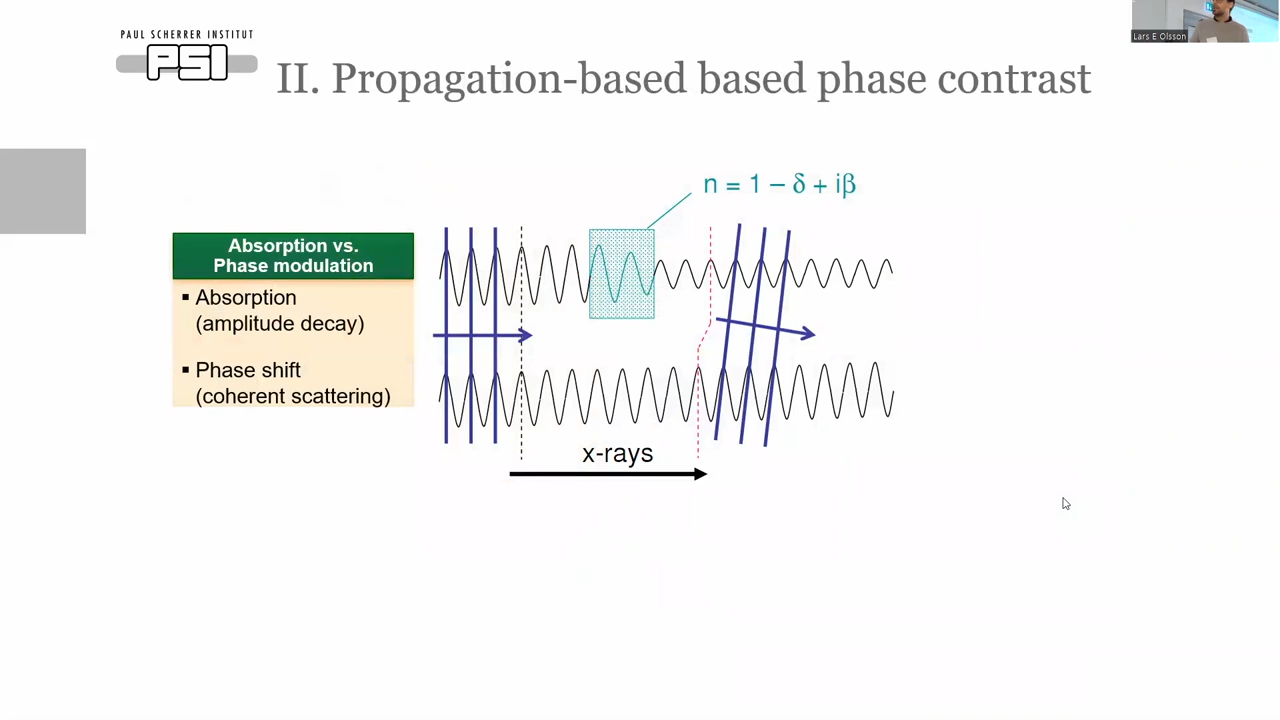 PAUL SCHERRER INSTITUT
PSI
Lars E Olsson
II. Propagation-based based phase contrast
n = 1 – δ + iβ
Absorption vs.
Phase modulation
▪ Absorption
(amplitude decay)
▪ Phase shift
(coherent scattering)
x-rays